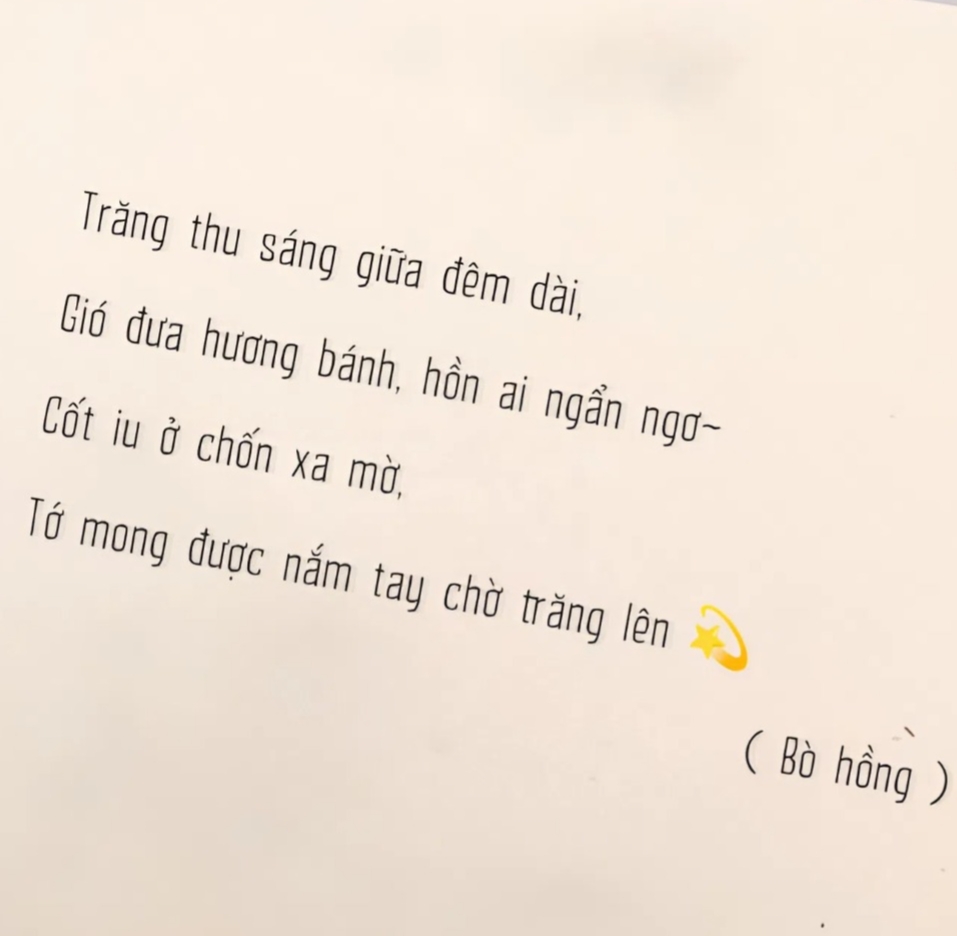 Trăng thu sáng giữa đêm dài,
Gió đưa hương bánh, hồn ai ngẩn ngơ~
Cốt iu ở chốn xa mờ,
Tớ mong được nắm tay chờ trăng lên 💫
( Bò hồng )